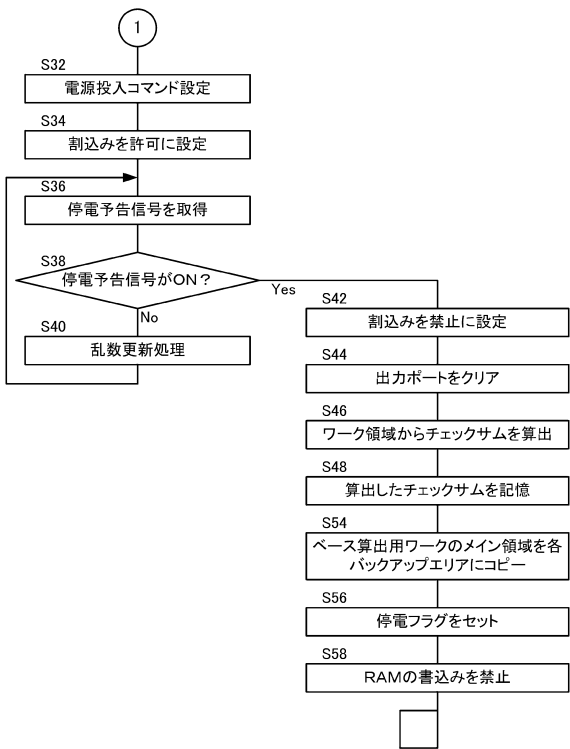 1
S32
電源投入コマンド設定
S34
割込みを許可に設定
S36
停電予告信号を取得
S38
停電予告信号がON？
Yes
No
S40
乱数更新処理
S42
割込みを禁止に設定
S44
出力ポートをクリア
S46
ワーク領域からチェックサムを算出
S48
算出したチェックサムを記憶
S54
ベース算出用ワークのメイン領域を各
バックアップエリアにコピー
S56
停電フラグをセット
S58
RAMの書込みを禁止